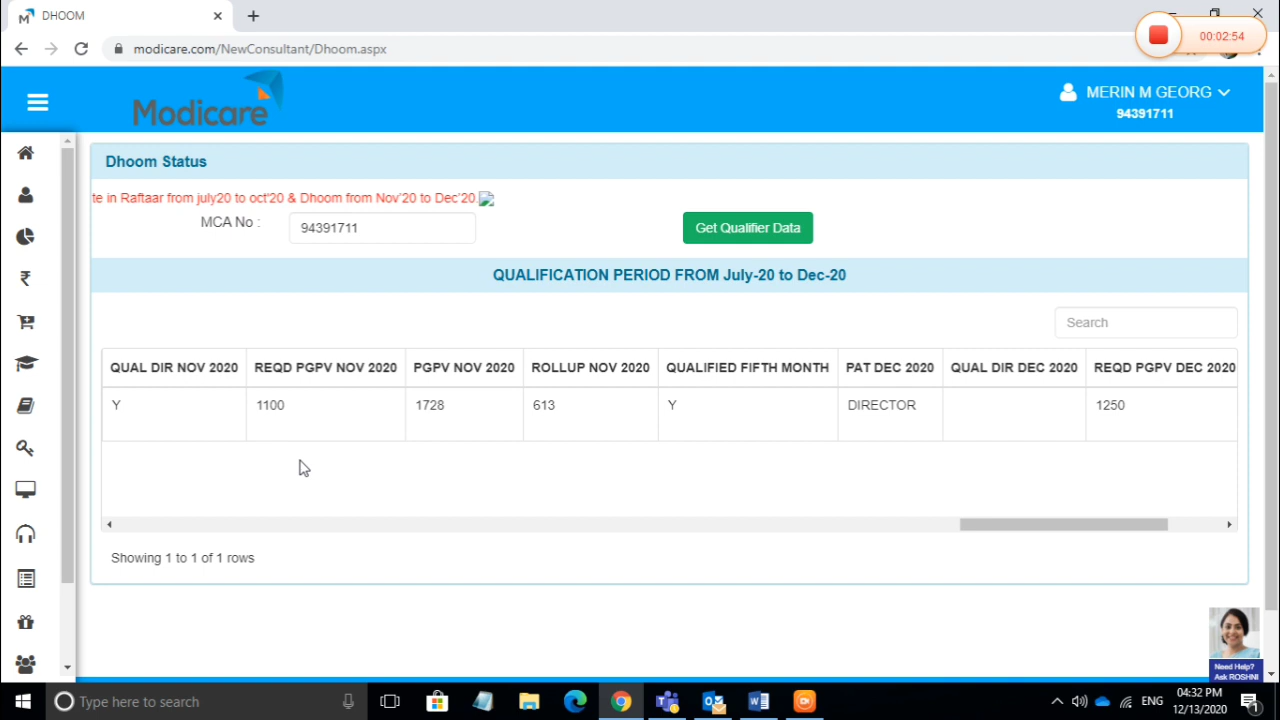 DHOOM
00:02:54
modicare.com/NewConsultant/Dhoom.aspx
Modicare
MERIN M GEORG
94391711
Dhoom Status
te in Raftaar from july20 to oct'20 & Dhoom from Nov'20 to Dec'20.
MCA No :
94391711
Get Qualifier Data
QUALIFICATION PERIOD FROM July-20 to Dec-20
Search
QUAL DIR NOV 2020 REQD PGPV NOV 2020 PGPV NOV 2020 ROLLUP NOV 2020 QUALIFIED FIFTH MONTH PAT DEC 2020 QUAL DIR DEC 2020 REQD PGPV DEC 2020
Y 1100 1728 613 Y DIRECTOR 1250
Showing 1 to 1 of 1 rows
Need Help?
Ask ROSHNI
Type here to search
ENG
04:32 PM
12/13/2020
1